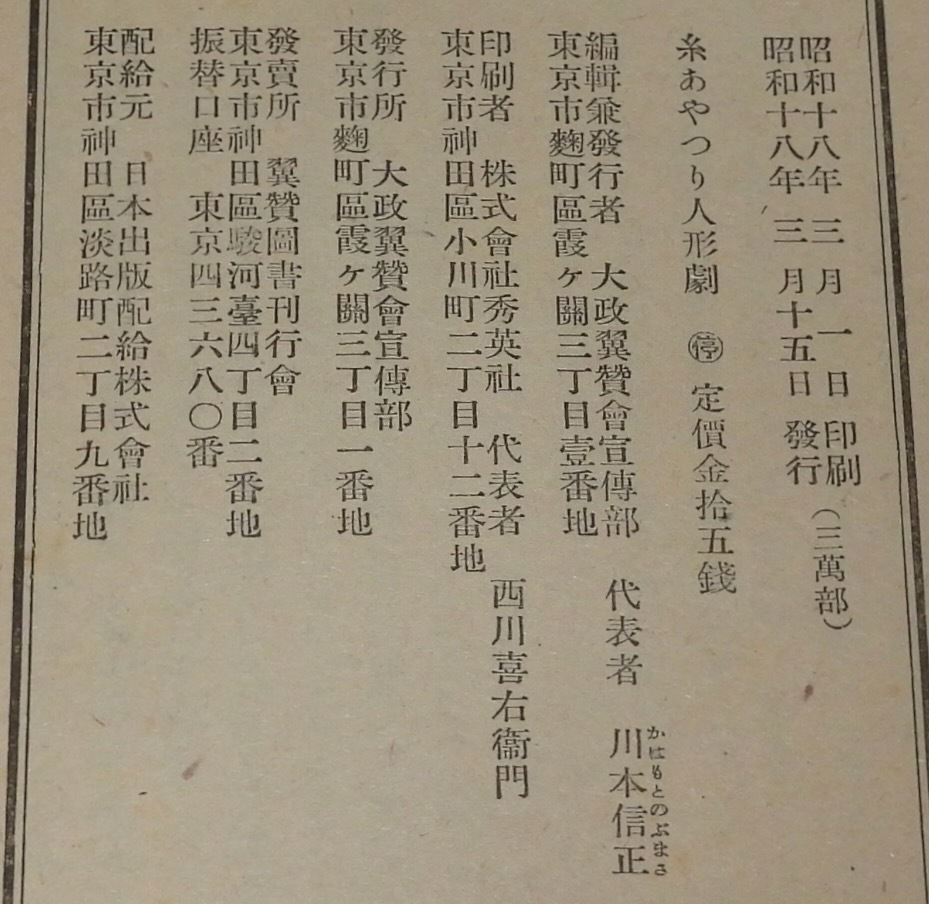 昭和十八年 三 月 一 日 印刷
昭和十八年 三 月十五日 發行
（三萬部）
糸あやつり人形劇 ㊡ 定價金拾五錢
編輯兼發行者 大政翼贊會宣傳部 代表者 川本信正
かはもとのぶまさ
東京市麴町區霞ヶ關三丁目壹番地
印刷者 株式會社秀英社 代表者 西川喜右衞門
東京市神田區小川町二丁目十二番地
發行所 大政翼贊會宣傳部
東京市麴町區霞ヶ關三丁目一番地
發賣所 翼贊圖書刊行會
東京市神田區駿河臺四丁目二番地
振替口座 東京四三六八〇番
配給元 日本出版配給株式會社
東京市神田區淡路町二丁目九番地